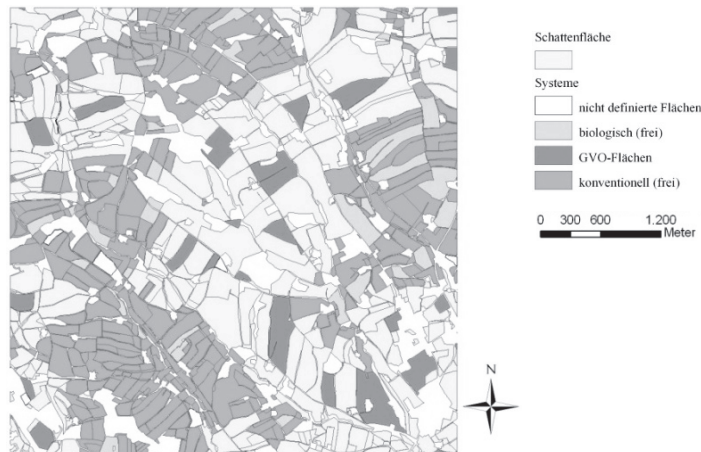 Schattenfläche
Systeme
nicht definierte Flächen
biologisch (frei)
GVO-Flächen
konventionell (frei)
0 300 600 1.200
Meter
N